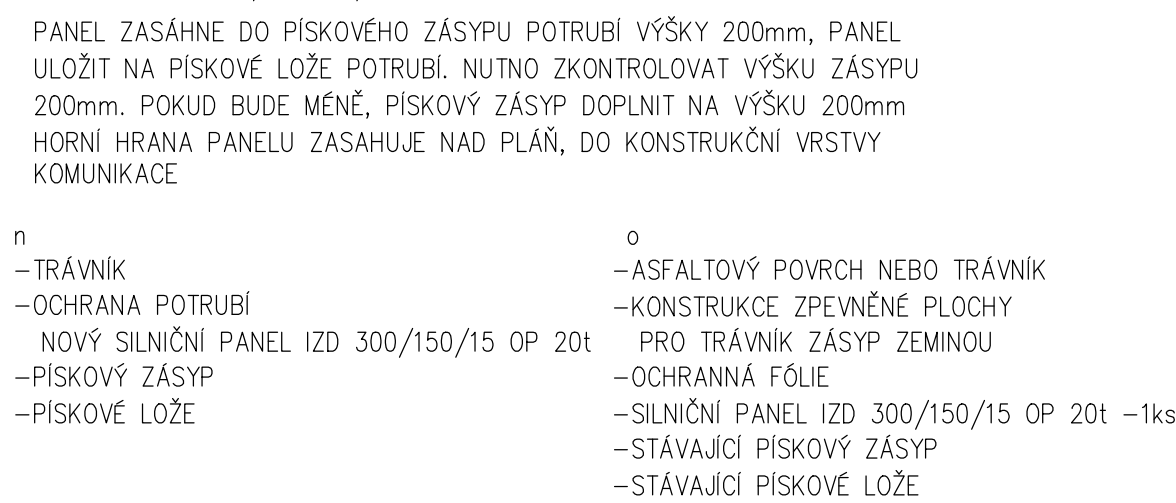 PANEL ZASÁHNE DO PÍSKOVÉHO ZÁSYPU POTRUBÍ VÝŠKY 200mm, PANEL
ULOŽIT NA PÍSKOVÉ LOŽE POTRUBÍ. NUTNO ZKONTROLOVAT VÝŠKU ZÁSYPU
200mm. POKUD BUDE MÉNĚ, PÍSKOVÝ ZÁSYP DOPLNIT NA VÝŠKU 200mm
HORNÍ HRANA PANELU ZASAHUJE NAD PLÁŇ, DO KONSTRUKČNÍ VRSTVY
KOMUNIKACE
n
-TRÁVNÍK
-OCHRANA POTRUBÍ
NOVÝ SILNIČNÍ PANEL IZD 300/150/15 OP 20t
-PÍSKOVÝ ZÁSYP
-PÍSKOVÉ LOŽE
o
-ASFALTOVÝ POVRCH NEBO TRÁVNÍK
-KONSTRUKCE ZPEVNĚNÉ PLOCHY
PRO TRÁVNÍK ZÁSYP ZEMINOU
-OCHRANNÁ FÓLIE
-SILNIČNÍ PANEL IZD 300/150/15 OP 20t -1ks
-STÁVAJÍCÍ PÍSKOVÝ ZÁSYP
-STÁVAJÍCÍ PÍSKOVÉ LOŽE